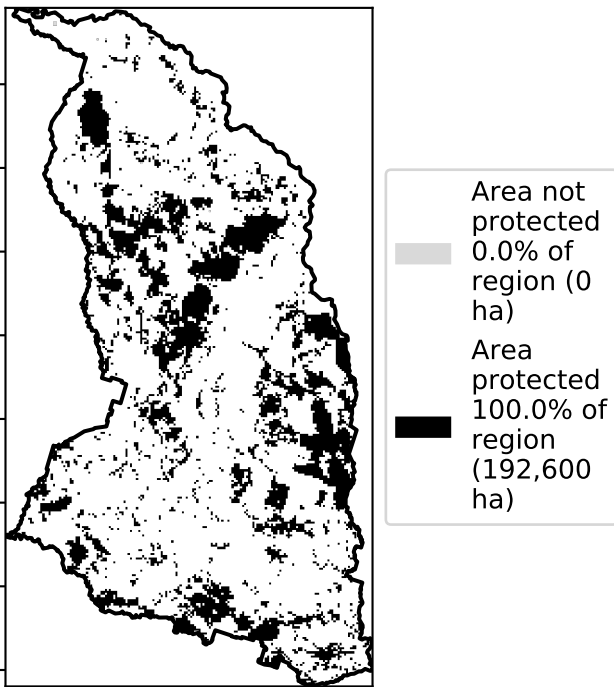 Area not
protected
0.0% of
region (0
ha)
Area
protected
100.0% of
region
(192,600
ha)